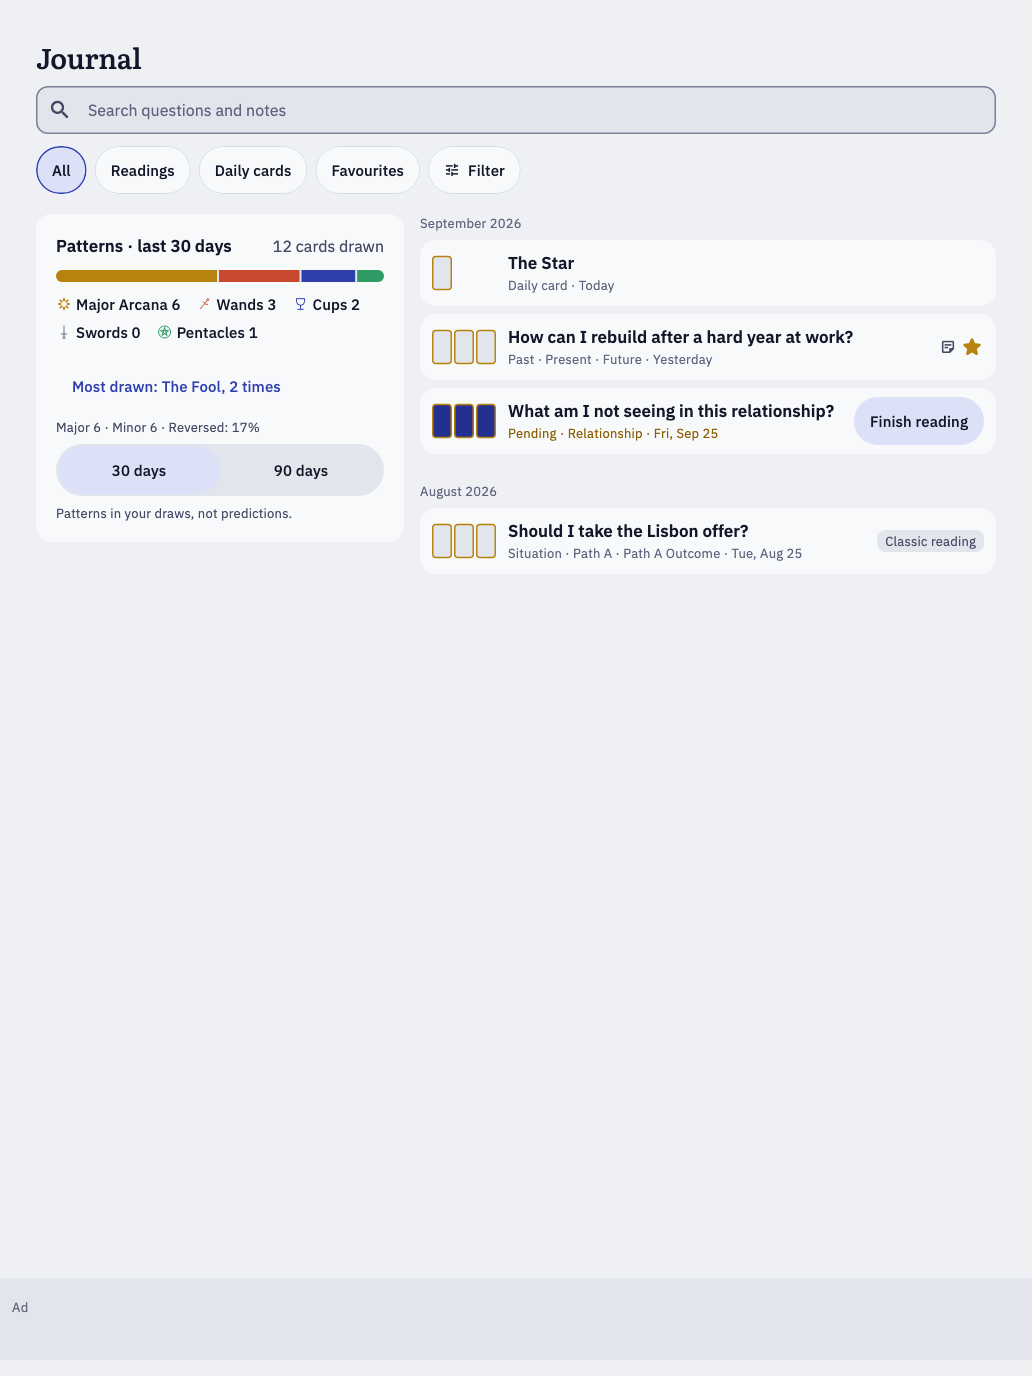 Journal
Search questions and notes
All
Readings
Daily cards
Favourites
Filter
Patterns · last 30 days
12 cards drawn
Major Arcana 6
Wands 3
Cups 2
Swords 0
Pentacles 1
Most drawn: The Fool, 2 times
Major 6 · Minor 6 · Reversed: 17%
30 days
90 days
Patterns in your draws, not predictions.
September 2026
The Star
Daily card · Today
How can I rebuild after a hard year at work?
Past · Present · Future · Yesterday
What am I not seeing in this relationship?
Pending · Relationship · Fri, Sep 25
Finish reading
August 2026
Should I take the Lisbon offer?
Situation · Path A · Path A Outcome · Tue, Aug 25
Classic reading
Ad